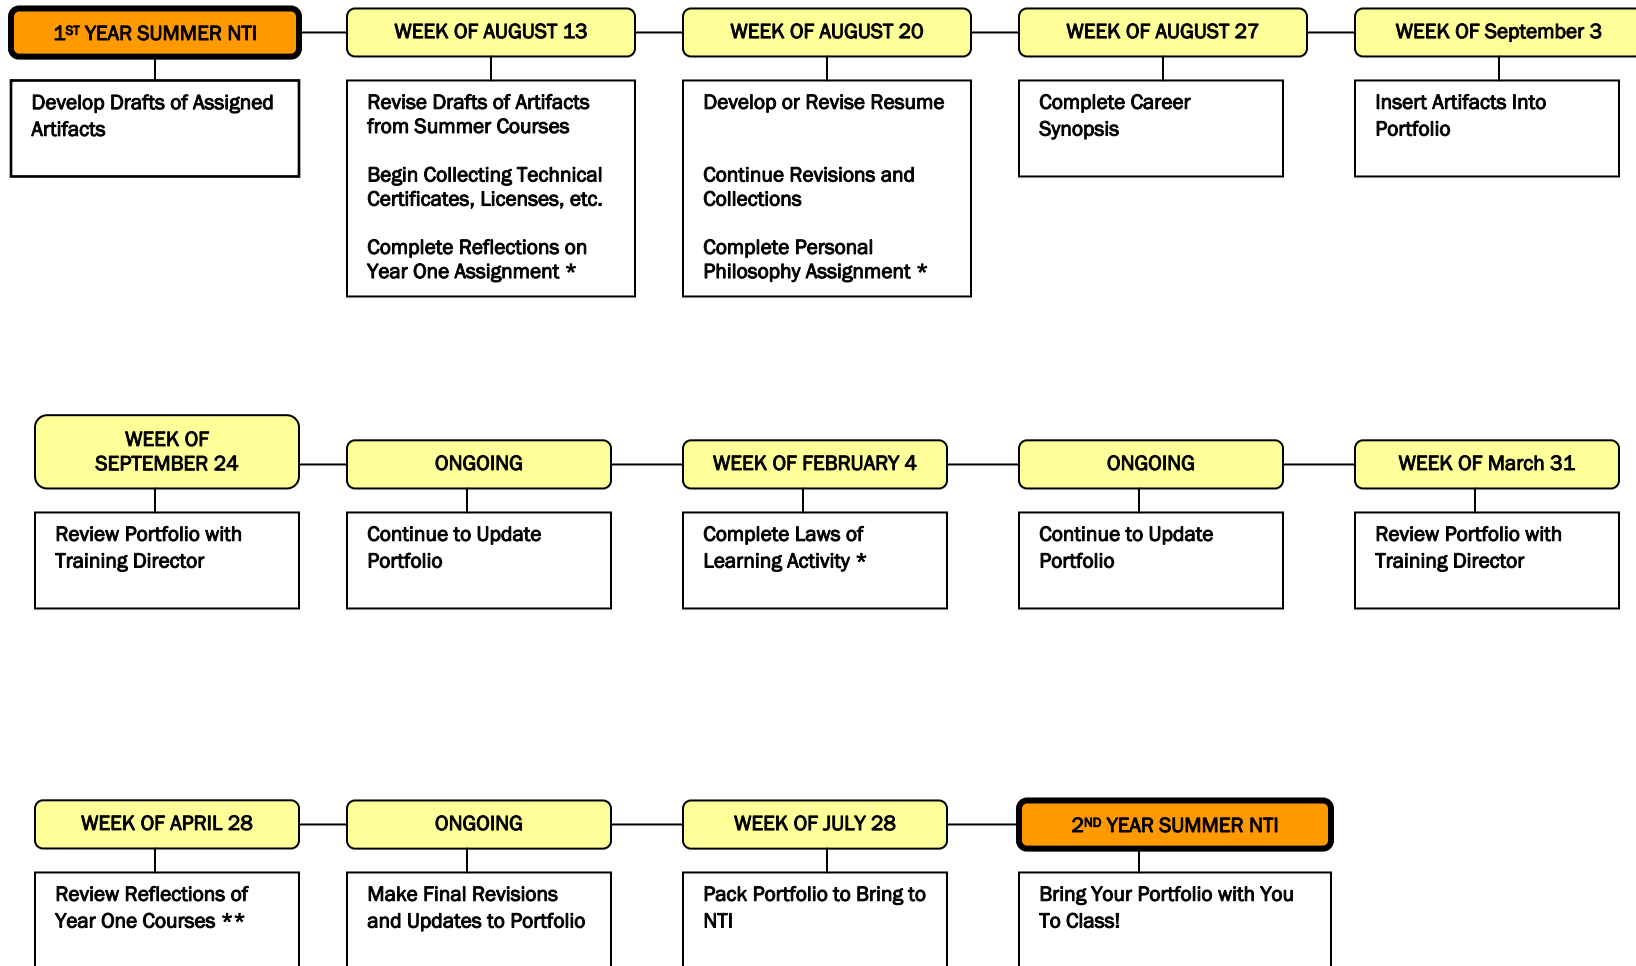 1ST YEAR SUMMER NTI
WEEK OF AUGUST 13
WEEK OF AUGUST 20
WEEK OF AUGUST 27
WEEK OF September 3
Develop Drafts of Assigned
Artifacts
Revise Drafts of Artifacts
from Summer Courses
Begin Collecting Technical
Certificates, Licenses, etc.
Complete Reflections on
Year One Assignment *
Develop or Revise Resume
Continue Revisions and
Collections
Complete Personal
Philosophy Assignment *
Complete Career
Synopsis
Insert Artifacts Into
Portfolio
WEEK OF
SEPTEMBER 24
ONGOING
WEEK OF FEBRUARY 4
ONGOING
WEEK OF March 31
Review Portfolio with
Training Director
Continue to Update
Portfolio
Complete Laws of
Learning Activity *
Continue to Update
Portfolio
Review Portfolio with
Training Director
WEEK OF APRIL 28
ONGOING
WEEK OF JULY 28
2ND YEAR SUMMER NTI
Review Reflections of
Year One Courses **
Make Final Revisions
and Updates to Portfolio
Pack Portfolio to Bring to
NTI
Bring Your Portfolio with You
To Class!